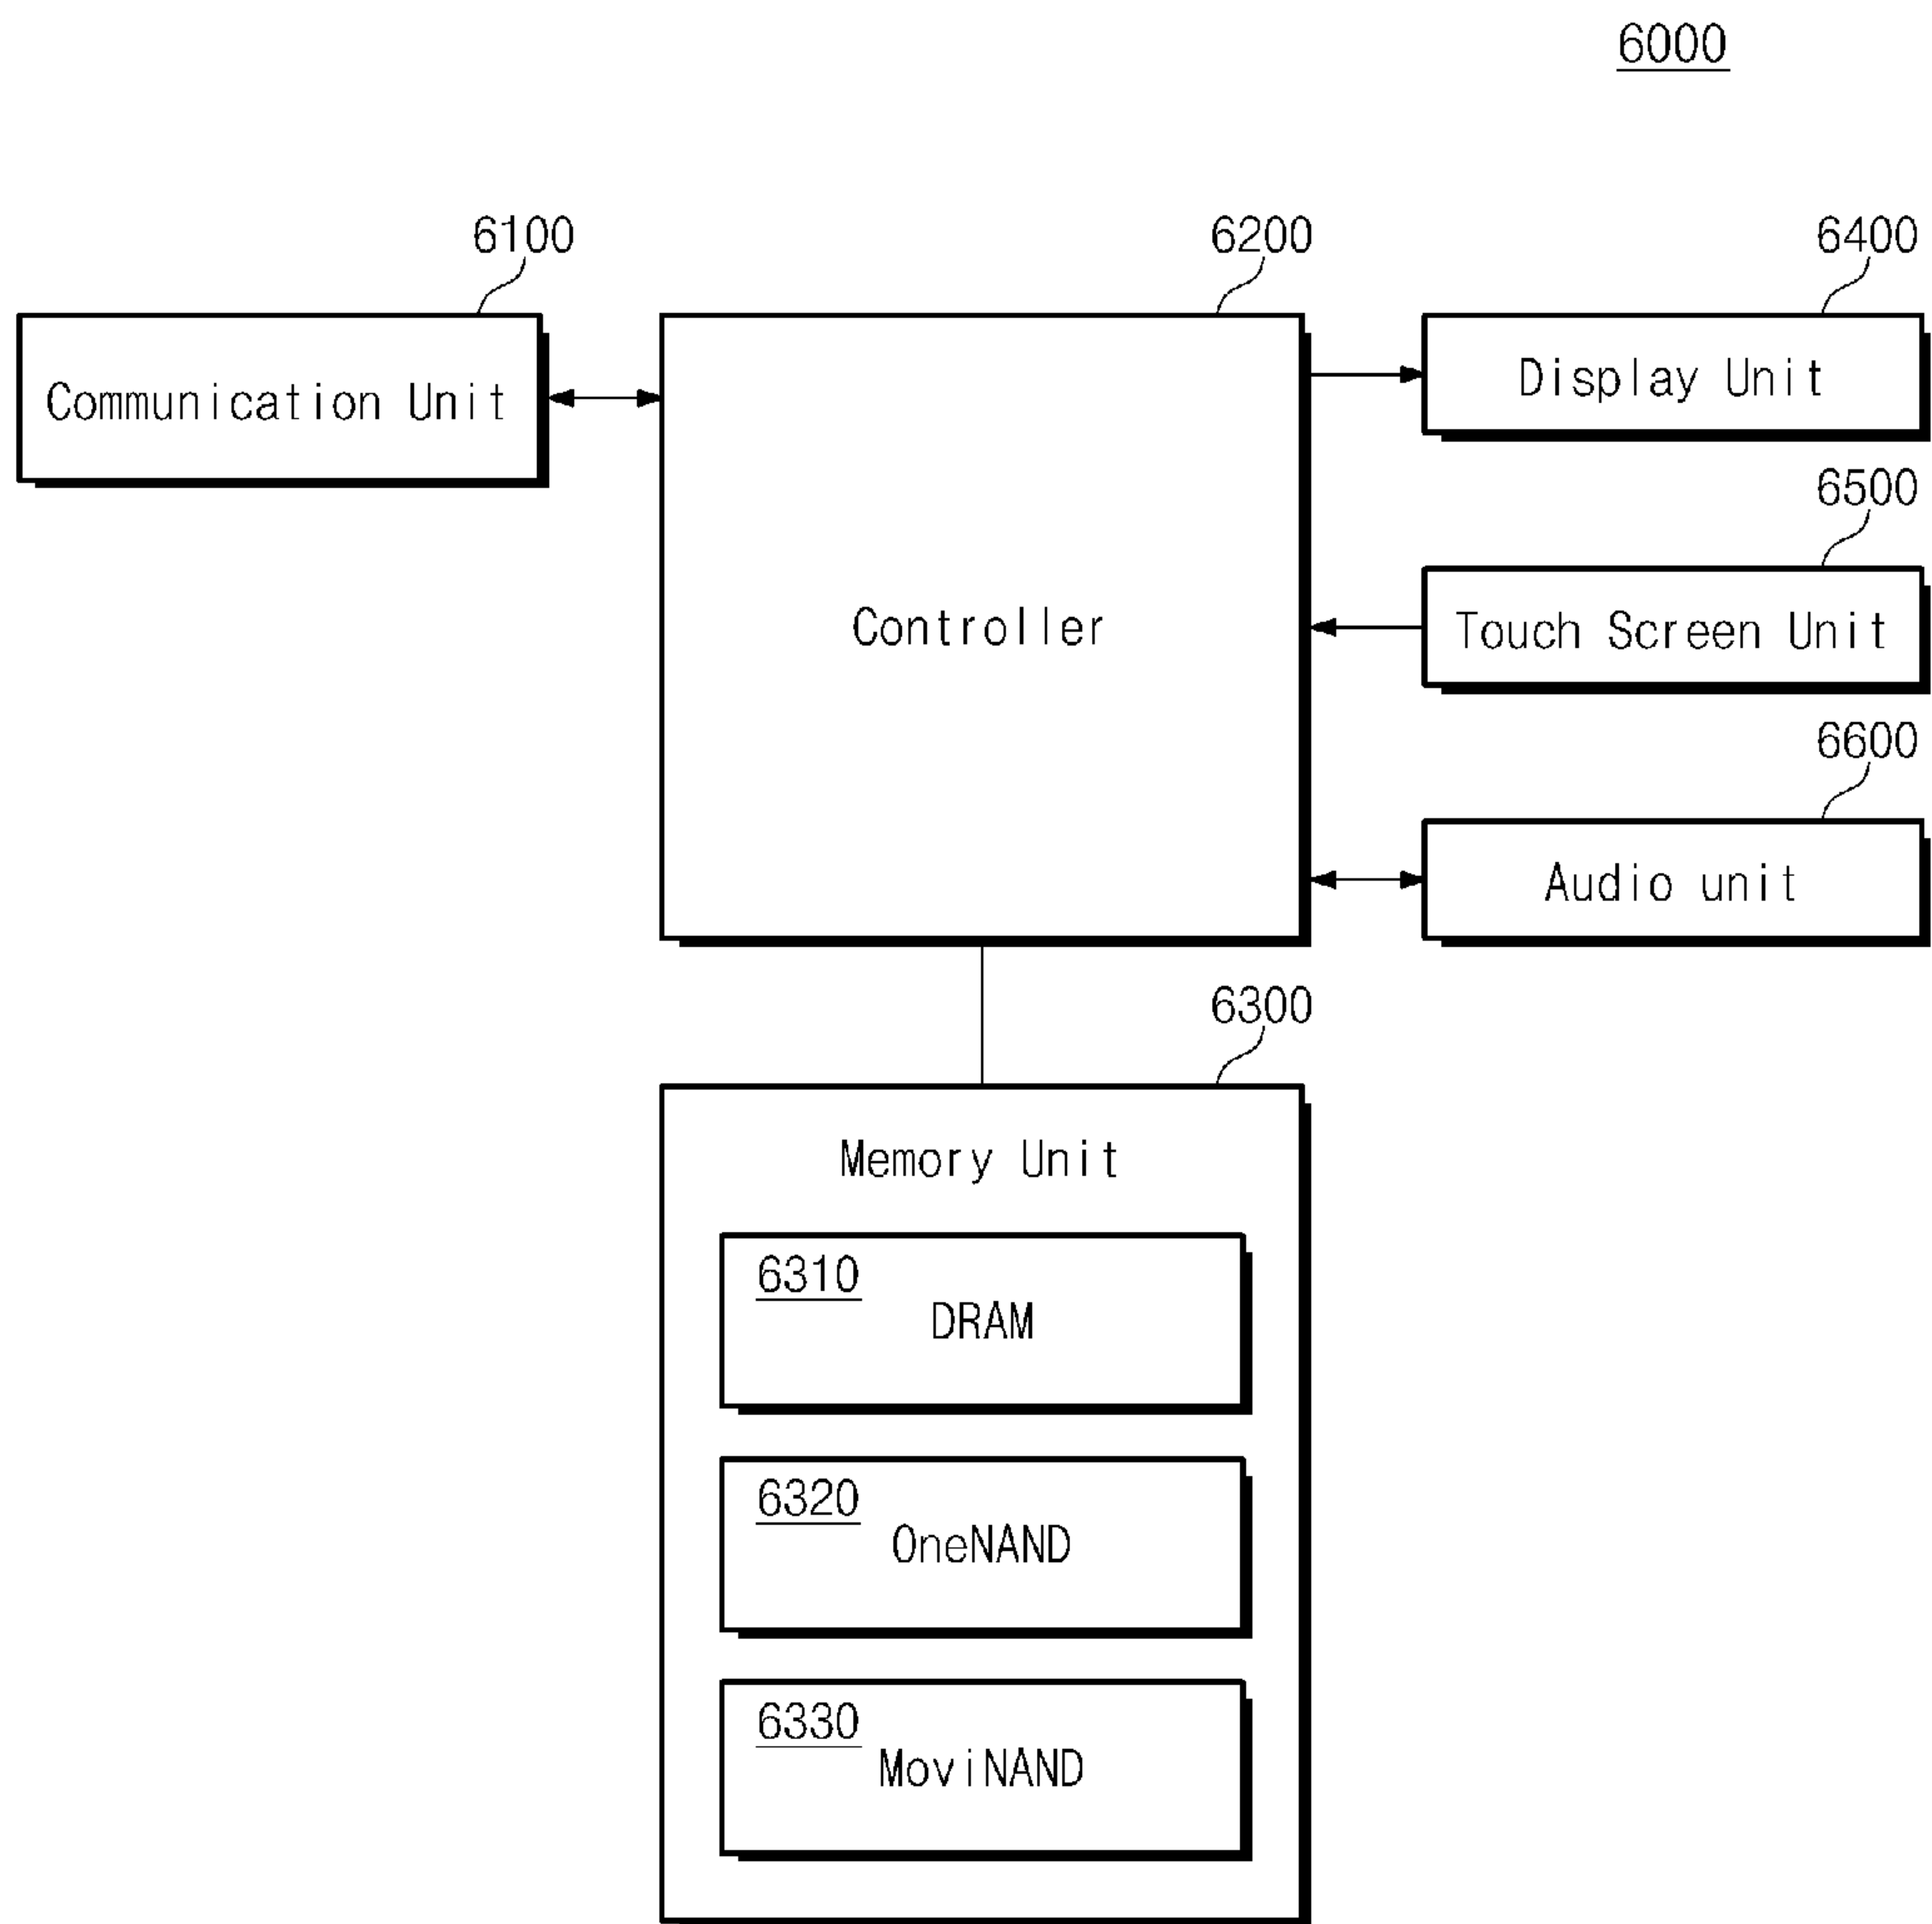 6000
6100
6200
6400
Communication Unit
Display Unit
6500
Controller
Touch Screen Unit
6600
Audio unit
6300
Memory Unit
6310
DRAM
6320
OneNAND
6330
MoviNAND